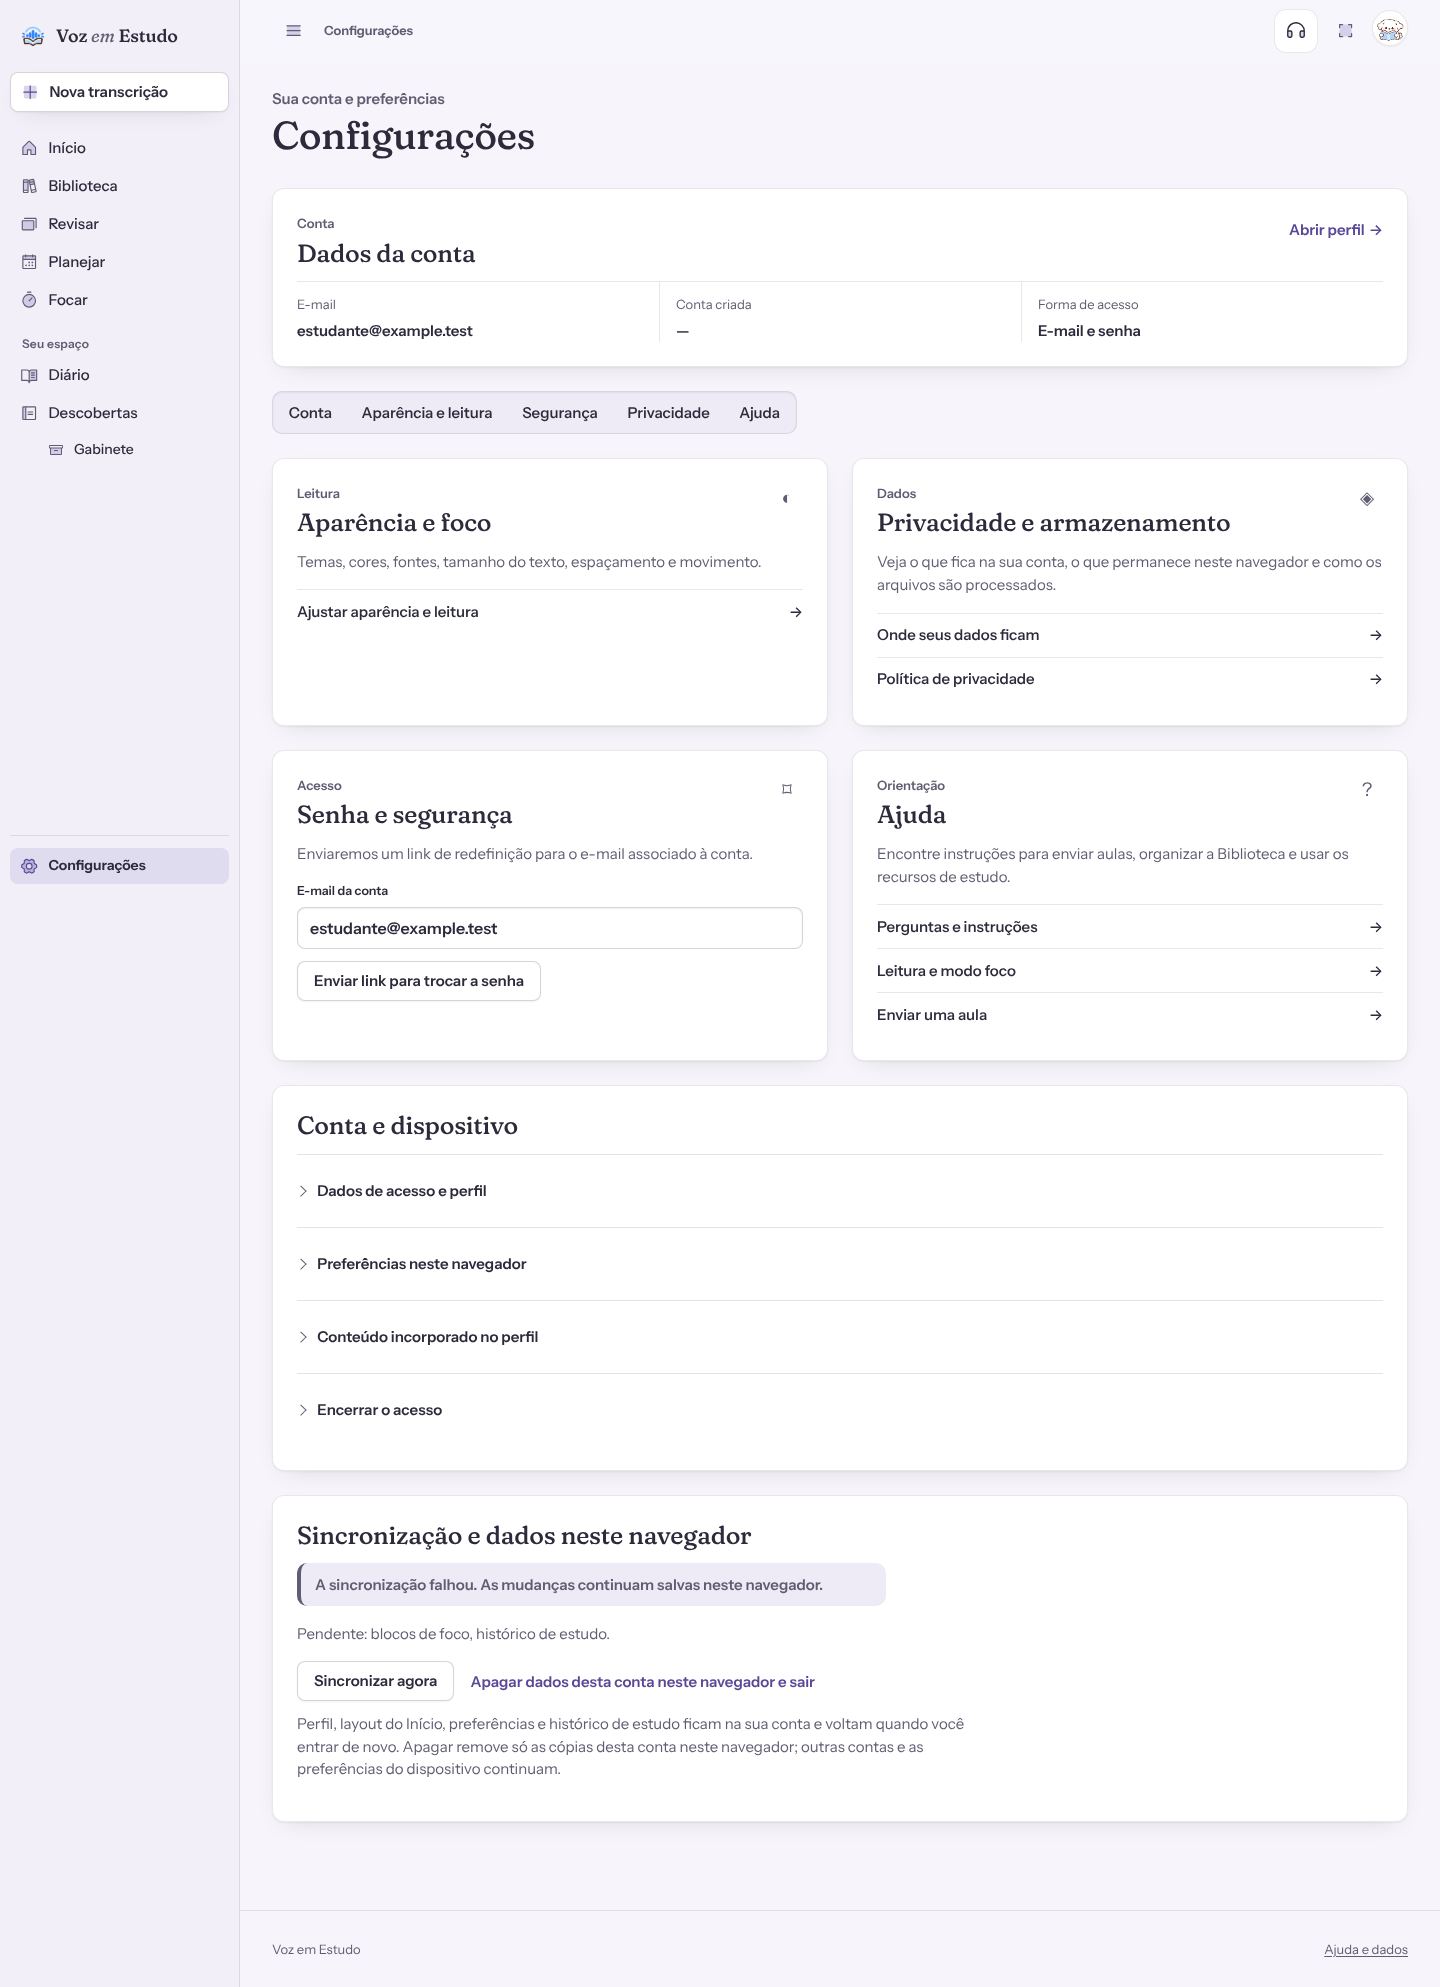 Voz em Estudo
Nova transcrição
Início
Biblioteca
Revisar
Planejar
Focar
Seu espaço
Diário
Descobertas
Gabinete
Configurações
Configurações
Sua conta e preferências
Configurações
Conta
Dados da conta
Abrir perfil →
E-mail
estudante@example.test
Conta criada
—
Forma de acesso
E-mail e senha
Conta
Aparência e leitura
Segurança
Privacidade
Ajuda
Leitura
Aparência e foco
Temas, cores, fontes, tamanho do texto, espaçamento e movimento.
Ajustar aparência e leitura →
Dados
◈
Privacidade e armazenamento
Veja o que fica na sua conta, o que permanece neste navegador e como os
arquivos são processados.
Onde seus dados ficam →
Política de privacidade →
Acesso
Senha e segurança
Enviaremos um link de redefinição para o e-mail associado à conta.
E-mail da conta
estudante@example.test
Enviar link para trocar a senha
Orientação
?
Ajuda
Encontre instruções para enviar aulas, organizar a Biblioteca e usar os
recursos de estudo.
Perguntas e instruções →
Leitura e modo foco →
Enviar uma aula →
Conta e dispositivo
Dados de acesso e perfil
Preferências neste navegador
Conteúdo incorporado no perfil
Encerrar o acesso
Sincronização e dados neste navegador
A sincronização falhou. As mudanças continuam salvas neste navegador.
Pendente: blocos de foco, histórico de estudo.
Sincronizar agora
Apagar dados desta conta neste navegador e sair
Perfil, layout do Início, preferências e histórico de estudo ficam na sua conta e voltam quando você
entrar de novo. Apagar remove só as cópias desta conta neste navegador; outras contas e as
preferências do dispositivo continuam.
Voz em Estudo
Ajuda e dados